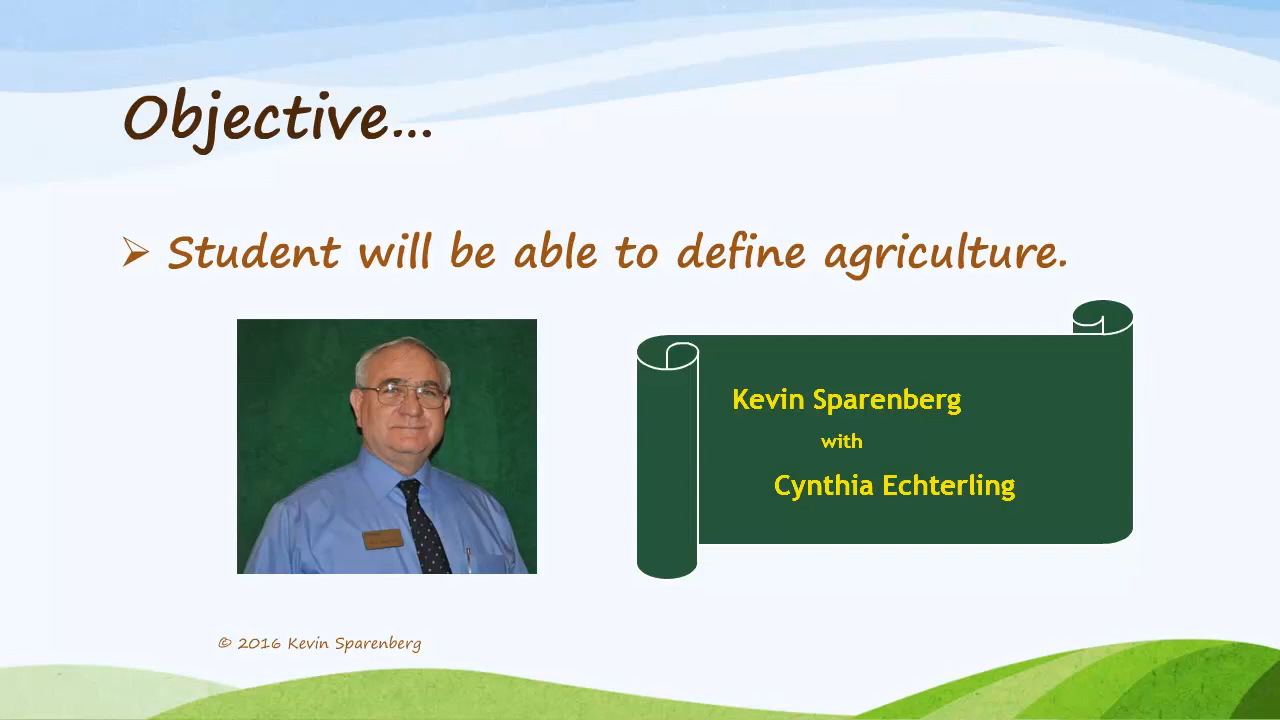 Objective...
Student will be able to define agriculture.
Kevin Sparenberg
with
Cynthia Echterling
© 2016 Kevin Sparenberg